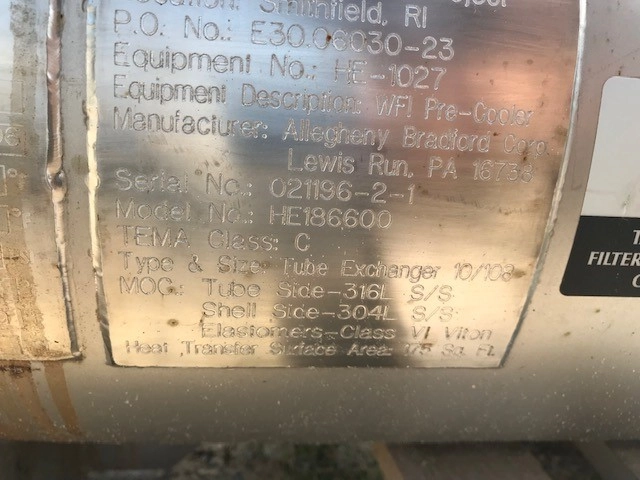 Smithfield, RI
P.O. No.: E30.06030-23
Equipment No.: HE-1027
Equipment Description: WFI Pre-Cooler
Manufacturer: Allegheny Bradford Corp.
Lewis Run, PA 16738
Serial No.: 021196-2-1
Model No.: HE186600
TEMA Class: C
Type & Size: Tube Exchanger 10/108
MOC: Tube Side-316L S/S
Shell Side-304L S/S
Elastomers-Class VI Viton
Heat Transfer Surface Area: 175 Sq. Ft.
FILTER